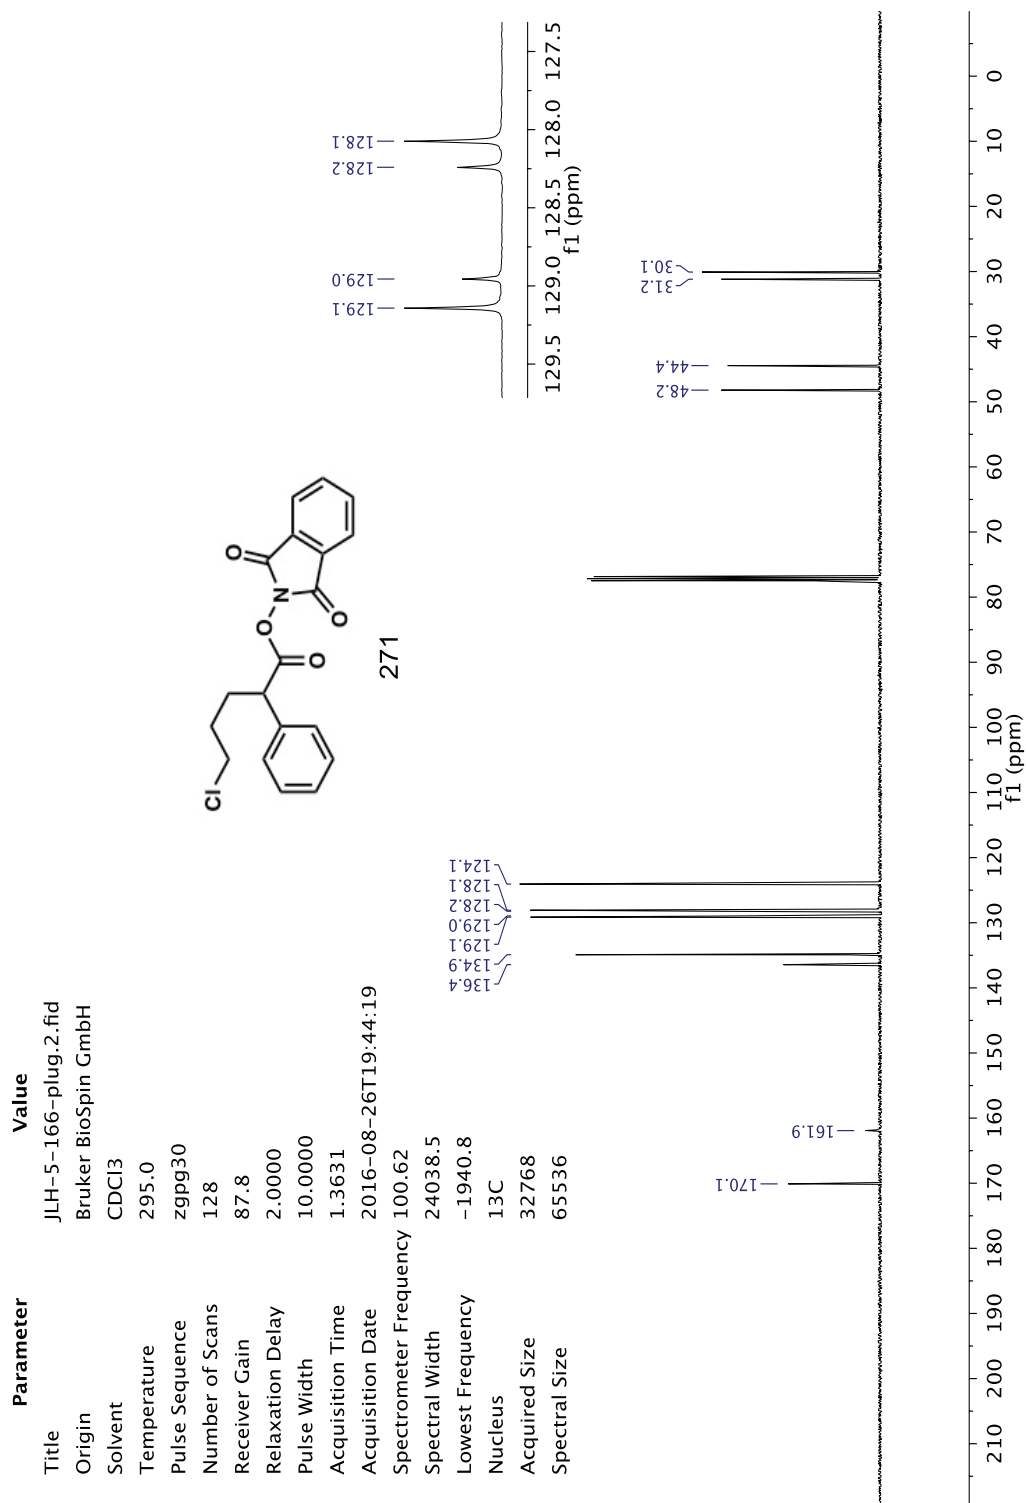 Parameter Value
Title JLH-5-166-plug.2.fid
Origin Bruker BioSpin GmbH
Solvent CDCl3
Temperature 295.0
Pulse Sequence zgpg30
Number of Scans 128
Receiver Gain 87.8
Relaxation Delay 2.0000
Pulse Width 10.0000
Acquisition Time 1.3631
Acquisition Date 2016-08-26T19:44:19
Spectrometer Frequency 100.62
Spectral Width 24038.5
Lowest Frequency -1940.8
Nucleus 13C
Acquired Size 32768
Spectral Size 65536
Cl
O
O
N
O
O
271
129.1
129.0
128.2
128.1
129.5 129.0 128.5 128.0 127.5
f1 (ppm)
170.1
161.9
136.4
134.9
129.1
129.0
128.2
128.1
124.1
48.2
44.4
31.2
30.1
210 200 190 180 170 160 150 140 130 120 110 100 90 80 70 60 50 40 30 20 10 0
f1 (ppm)